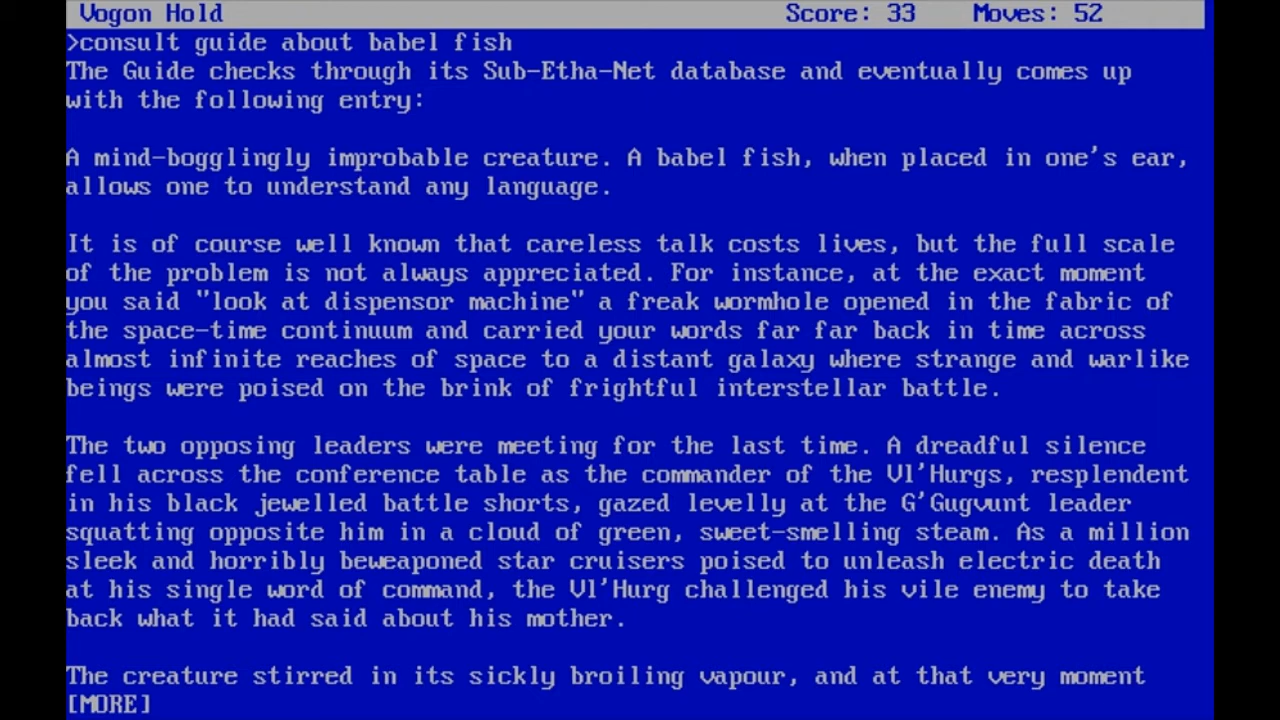 Vogon Hold Score: 33 Moves: 52
>consult guide about babel fish
The Guide checks through its Sub-Etha-Net database and eventually comes up
with the following entry:
A mind-bogglingly improbable creature. A babel fish, when placed in one's ear,
allows one to understand any language.
It is of course well known that careless talk costs lives, but the full scale
of the problem is not always appreciated. For instance, at the exact moment
you said "look at dispensor machine" a freak wormhole opened in the fabric of
the space-time continuum and carried your words far far back in time across
almost infinite reaches of space to a distant galaxy where strange and warlike
beings were poised on the brink of frightful interstellar battle.
The two opposing leaders were meeting for the last time. A dreadful silence
fell across the conference table as the commander of the Vl'Hurgs, resplendent
in his black jewelled battle shorts, gazed levelly at the G'Gugvunt leader
squatting opposite him in a cloud of green, sweet-smelling steam. As a million
sleek and horribly beweaponed star cruisers poised to unleash electric death
at his single word of command, the Vl'Hurg challenged his vile enemy to take
back what it had said about his mother.
The creature stirred in its sickly broiling vapour, and at that very moment
[MORE]